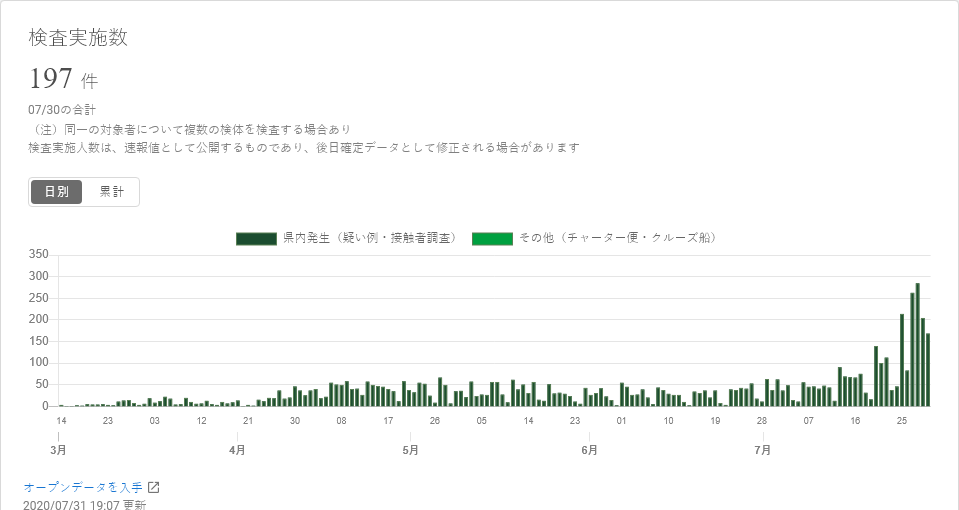 検査実施数
197 件
07/30の合計
（注）同一の対象者について複数の検体を検査する場合あり
検査実施人数は、速報値として公開するものであり、後日確定データとして修正される場合があります
日別 累計
県内発生（疑い例・接触者調査） その他（チャーター便・クルーズ船）
350
300
250
200
150
100
50
0
14 23 03 12 21 30 08 17 26 05 14 23 01 10 19 28 07 16 25
3月 4月 5月 6月 7月
オープンデータを入手
2020/07/31 19:07 更新